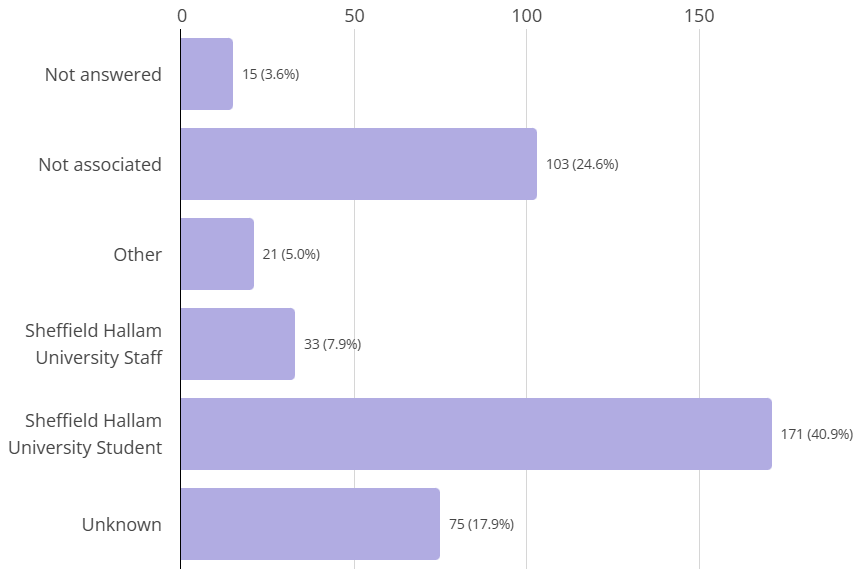 0 50 100 150
Not answered 15 (3.6%)
Not associated 103 (24.6%)
Other 21 (5.0%)
Sheffield Hallam
University Staff 33 (7.9%)
Sheffield Hallam
University Student 171 (40.9%)
Unknown 75 (17.9%)